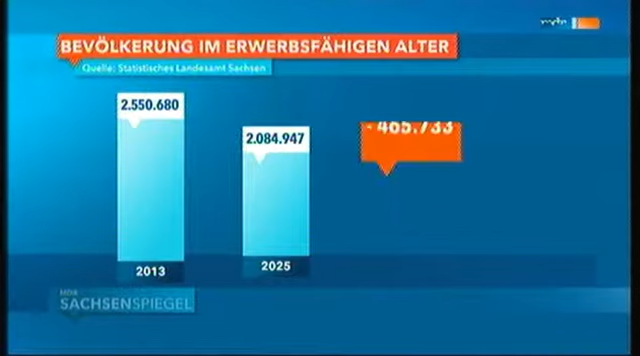 mdr
BEVÖLKERUNG IM ERWERBSFÄHIGEN ALTER
Quelle: Statistisches Landesamt Sachsen
2.550.680
2.084.947
- 465.733
2013
2025
MDR
SACHSENSPIEGEL